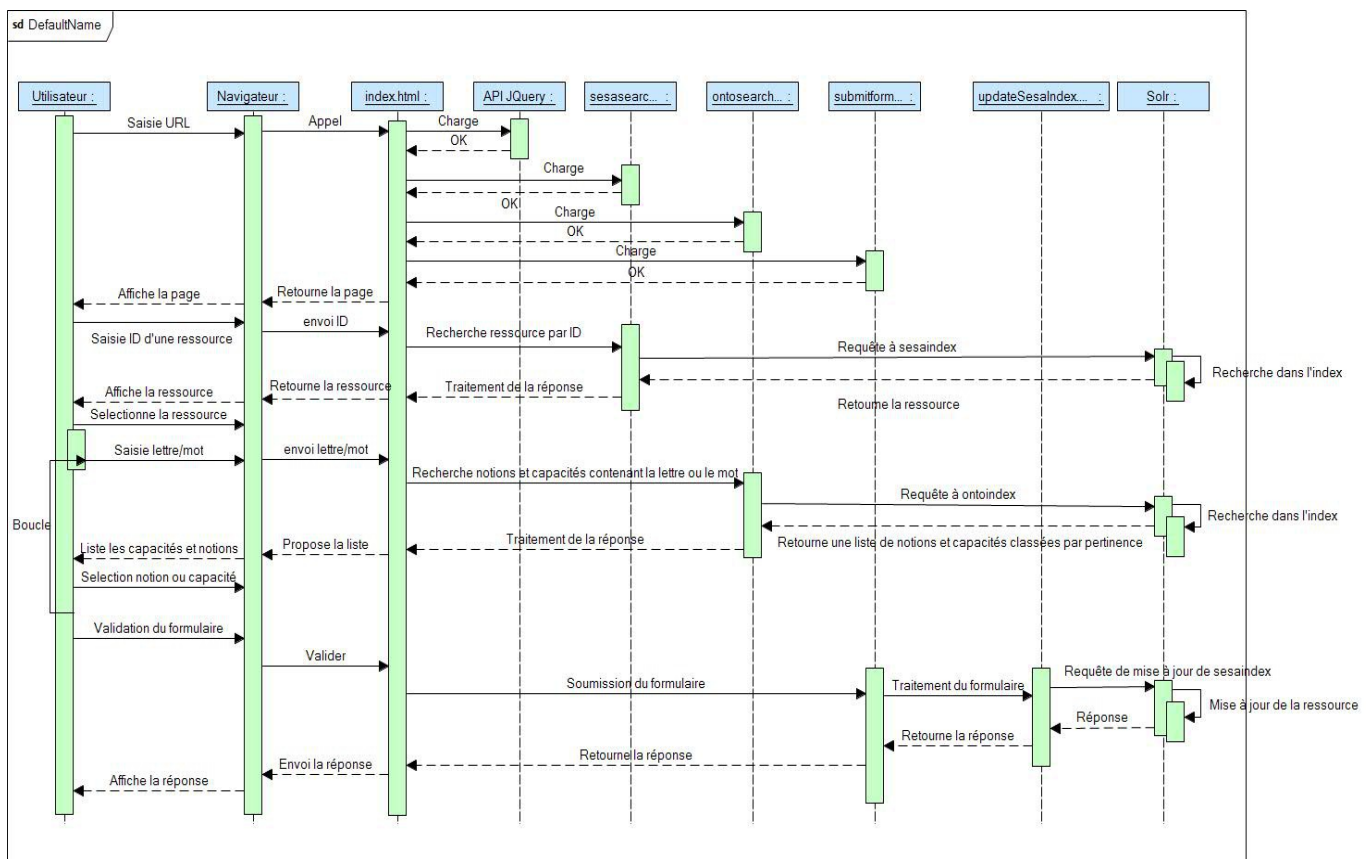 sd DefaultName
Utilisateur :
Navigateur :
index.html :
API JQuery :
sesasearc... :
ontosearch... :
submitform... :
updateSesaIndex.... :
Solr :
Saisie URL
Appel
Charge
OK
Charge
OK
Charge
OK
Charge
OK
Affiche la page
Retourne la page
Saisie ID d'une ressource
envoi ID
Recherche ressource par ID
Requête à sesaindex
Recherche dans l'index
Retourne la ressource
Traitement de la réponse
Retourne la ressource
Affiche la ressource
Selectionne la ressource
Saisie lettre/mot
envoi lettre/mot
Recherche notions et capacités contenant la lettre ou le mot
Requête à ontoindex
Recherche dans l'index
Boucle
Retourne une liste de notions et capacités classées par pertinence
Traitement de la réponse
Propose la liste
Liste les capacités et notions
Selection notion ou capacité
Validation du formulaire
Valider
Soumission du formulaire
Traitement du formulaire
Requête de mise à jour de sesaindex
Mise à jour de la ressource
Réponse
Retourne la réponse
Retourne la réponse
Envoi la réponse
Affiche la réponse